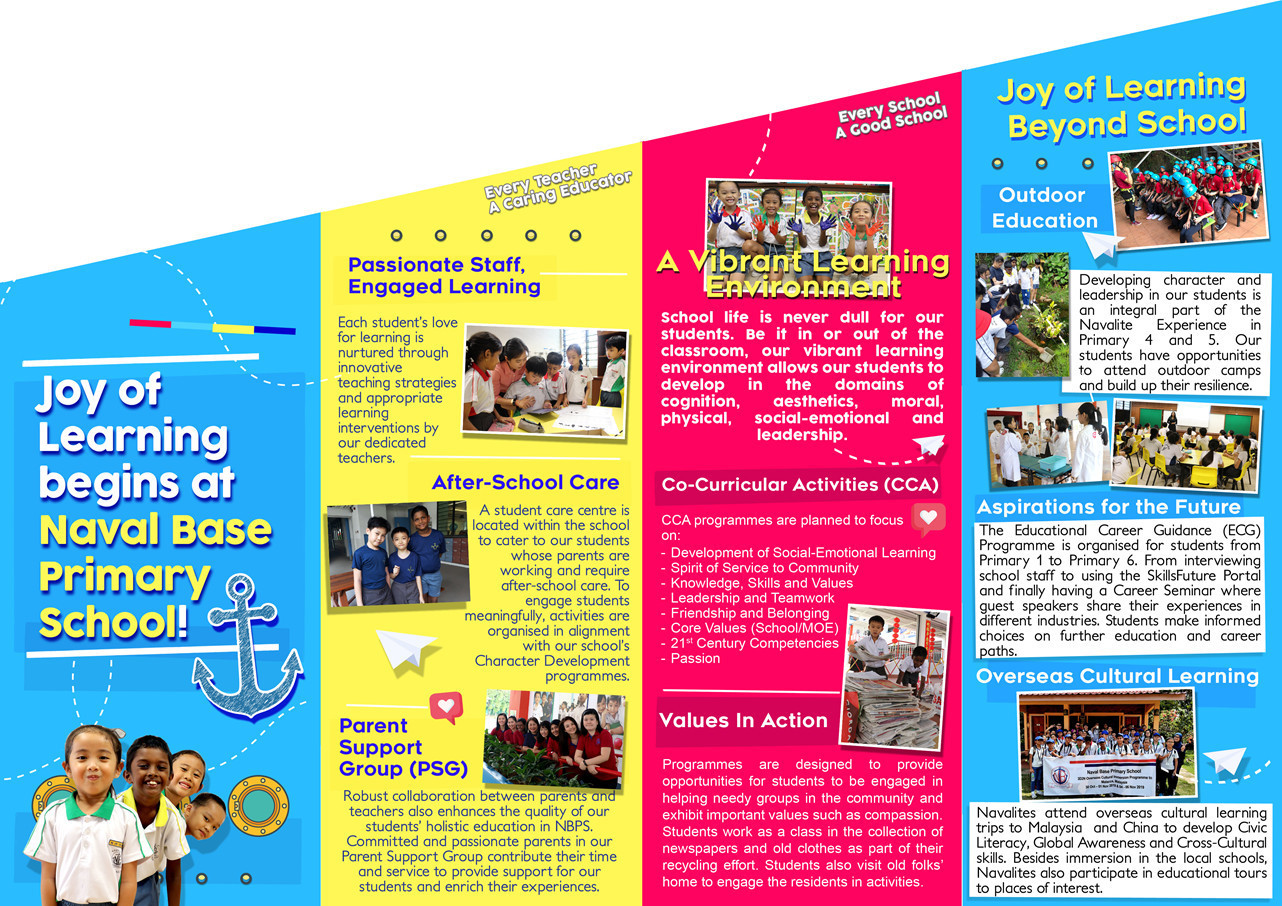 Joy of
Learning
begins at
Naval Base
Primary
School!
Every Teacher
A Caring Educator
Passionate Staff,
Engaged Learning
Each student's love
for learning is
nurtured through
innovative
teaching strategies
and appropriate
learning
interventions by
our dedicated
teachers.
After-School Care
A student care centre is
located within the school
to cater to our students
whose parents are
working and require
after-school care. To
engage students
meaningfully, activities are
organised in alignment
with our school's
Character Development
programmes.
Parent
Support
Group (PSG)
Robust collaboration between parents and
teachers also enhances the quality of our
students' holistic education in NBPS.
Committed and passionate parents in our
Parent Support Group contribute their time
and service to provide support for our
students and enrich their experiences.
Every School
A Good School
A Vibrant Learning
Environment
School life is never dull for our
students. Be it in or out of the
classroom, our vibrant learning
environment allows our students to
develop in the domains of
cognition, aesthetics, moral,
physical, social-emotional and
leadership.
Co-Curricular Activities (CCA)
CCA programmes are planned to focus
on:
- Development of Social-Emotional Learning
- Spirit of Service to Community
- Knowledge, Skills and Values
- Leadership and Teamwork
- Friendship and Belonging
- Core Values (School/MOE)
- 21st Century Competencies
- Passion
Values In Action
Programmes are designed to provide
opportunities for students to be engaged in
helping needy groups in the community and
exhibit important values such as compassion.
Students work as a class in the collection of
newspapers and old clothes as part of their
recycling effort. Students also visit old folks'
home to engage the residents in activities.
Joy of Learning
Beyond School
Outdoor
Education
Developing character and
leadership in our students is
an integral part of the
Navalite Experience in
Primary 4 and 5. Our
students have opportunities
to attend outdoor camps
and build up their resilience.
Aspirations for the Future
The Educational Career Guidance (ECG)
Programme is organised for students from
Primary 1 to Primary 6. From interviewing
school staff to using the SkillsFuture Portal
and finally having a Career Seminar where
guest speakers share their experiences in
different industries. Students make informed
choices on further education and career
paths.
Overseas Cultural Learning
Naval Base Primary School
Navalites attend overseas cultural learning
trips to Malaysia and China to develop Civic
Literacy, Global Awareness and Cross-Cultural
skills. Besides immersion in the local schools,
Navalites also participate in educational tours
to places of interest.